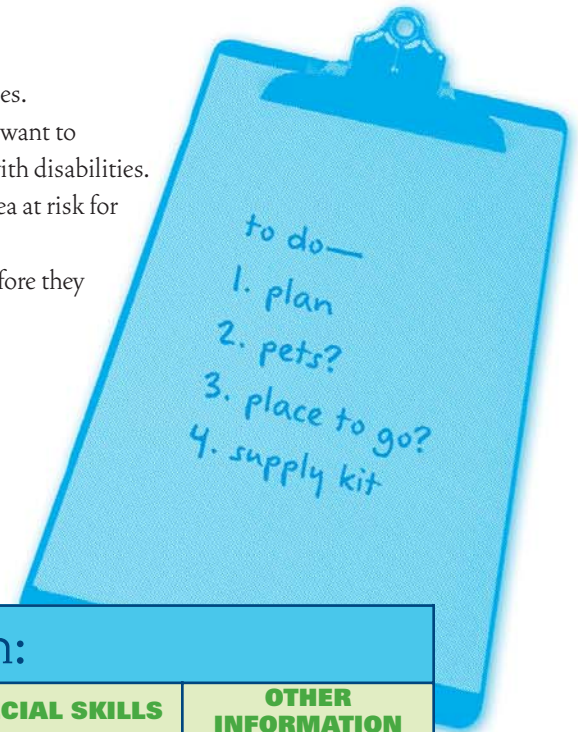 es.
want to
ith disabilities.
ea at risk for
fore they
to do—
1. plan
2. pets?
3. place to go?
4. supply kit
n:
CIAL SKILLS
OTHER
INFORMATION